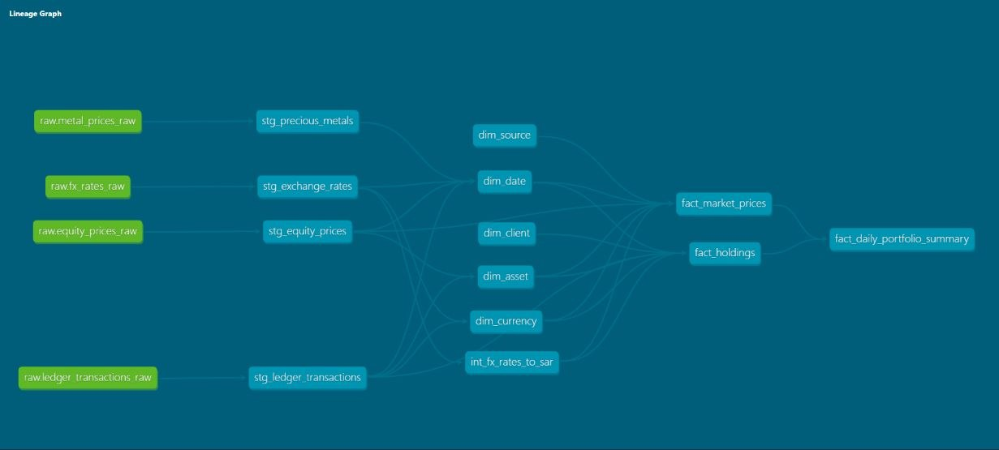 Lineage Graph
raw.metal_prices_raw
stg_precious_metals
dim_source
raw.fx_rates_raw
stg_exchange_rates
dim_date
fact_market_prices
raw.equity_prices_raw
stg_equity_prices
dim_client
fact_daily_portfolio_summary
fact_holdings
dim_asset
dim_currency
int_fx_rates_to_sar
raw.ledger_transactions_raw
stg_ledger_transactions